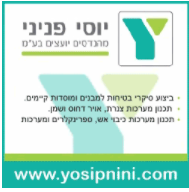 יוסי פניני
מהנדסים יועצים בע"מ
• ביצוע סיקרי בטיחות למבנים ומוסדות קיימים.
• תכנון מערכות צנרת, אויר דחוס ושמן.
• תכנון מערכות כיבוי אש, ספרינקלרים ומערכות
www.yosipnini.com